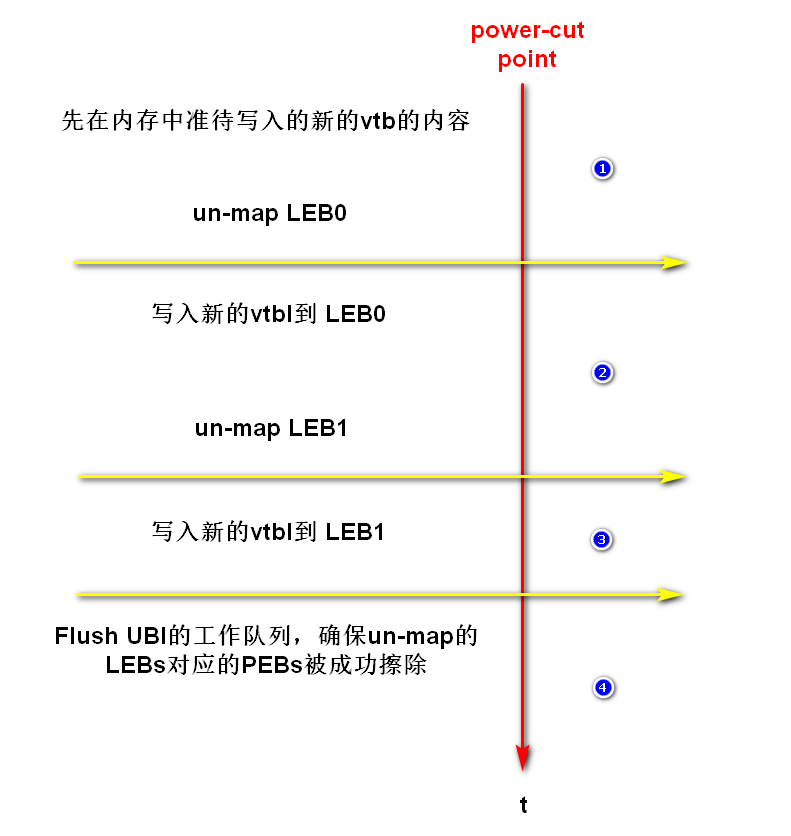 power-cut
point
先在内存中准待写入的新的vtb的内容
①
un-map LEB0
写入新的vtbl到 LEB0
②
un-map LEB1
写入新的vtbl到 LEB1
③
Flush UBI的工作队列，确保un-map的
LEBs对应的PEBs被成功擦除
④
t